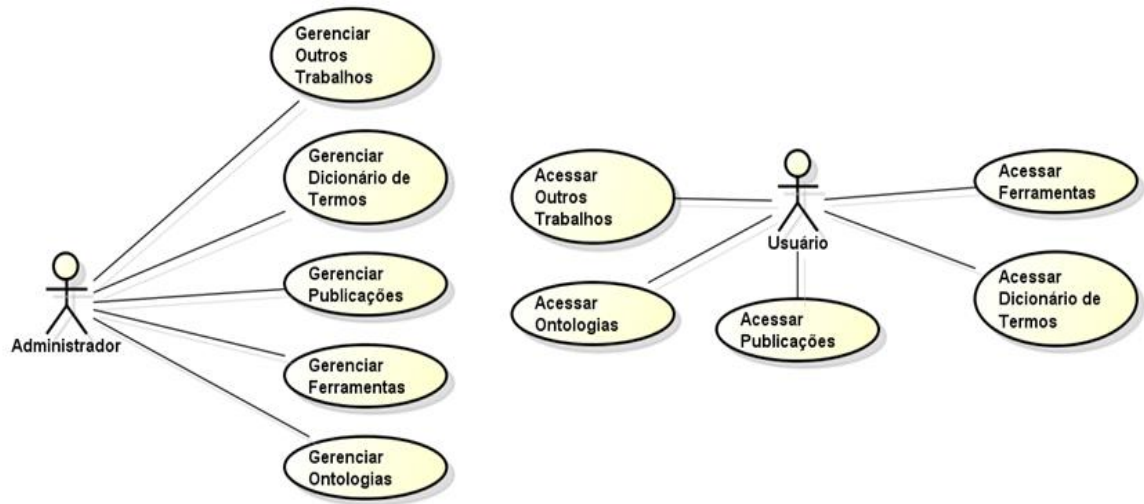 Gerenciar
Outros
Trabalhos
Gerenciar
Dicionário de
Termos
Gerenciar
Publicações
Gerenciar
Ferramentas
Gerenciar
Ontologias
Administrador
Acessar
Outros
Trabalhos
Acessar
Ontologias
Usuário
Acessar
Publicações
Acessar
Ferramentas
Acessar
Dicionário de
Termos